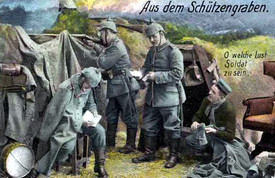 Aus dem Schützengraben.
O welche Lust
Soldat
zu sein